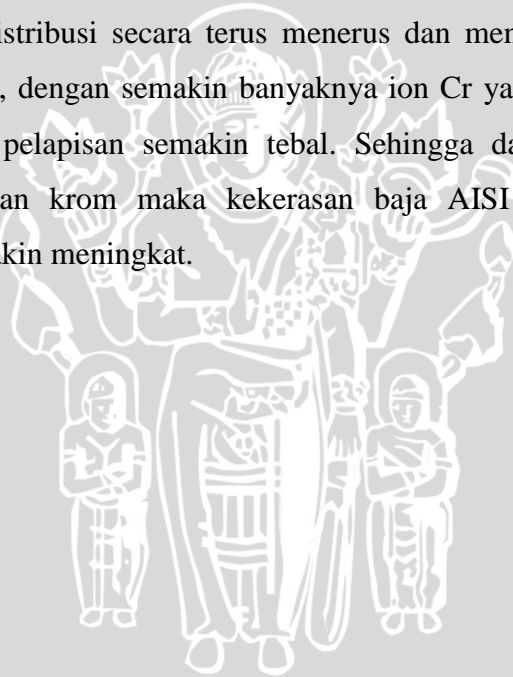 istribusi secara terus menerus dan men
, dengan semakin banyaknya ion Cr ya
pelapisan semakin tebal. Sehingga da
an krom maka kekerasan baja AISI
kin meningkat.